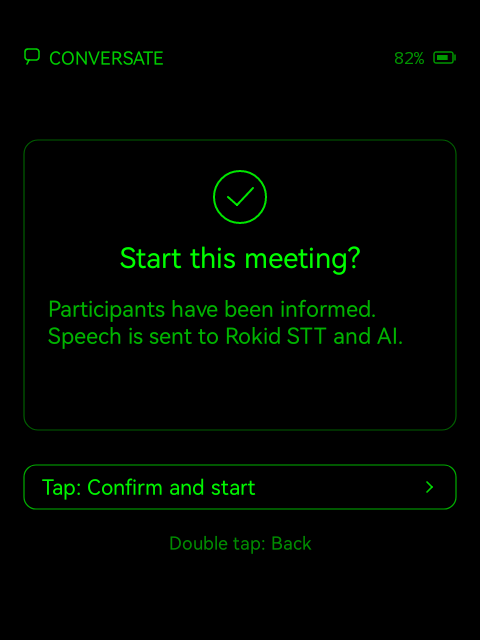 CONVERSATE
82%
Start this meeting?
Participants have been informed.
Speech is sent to Rokid STT and AI.
Tap: Confirm and start
Double tap: Back